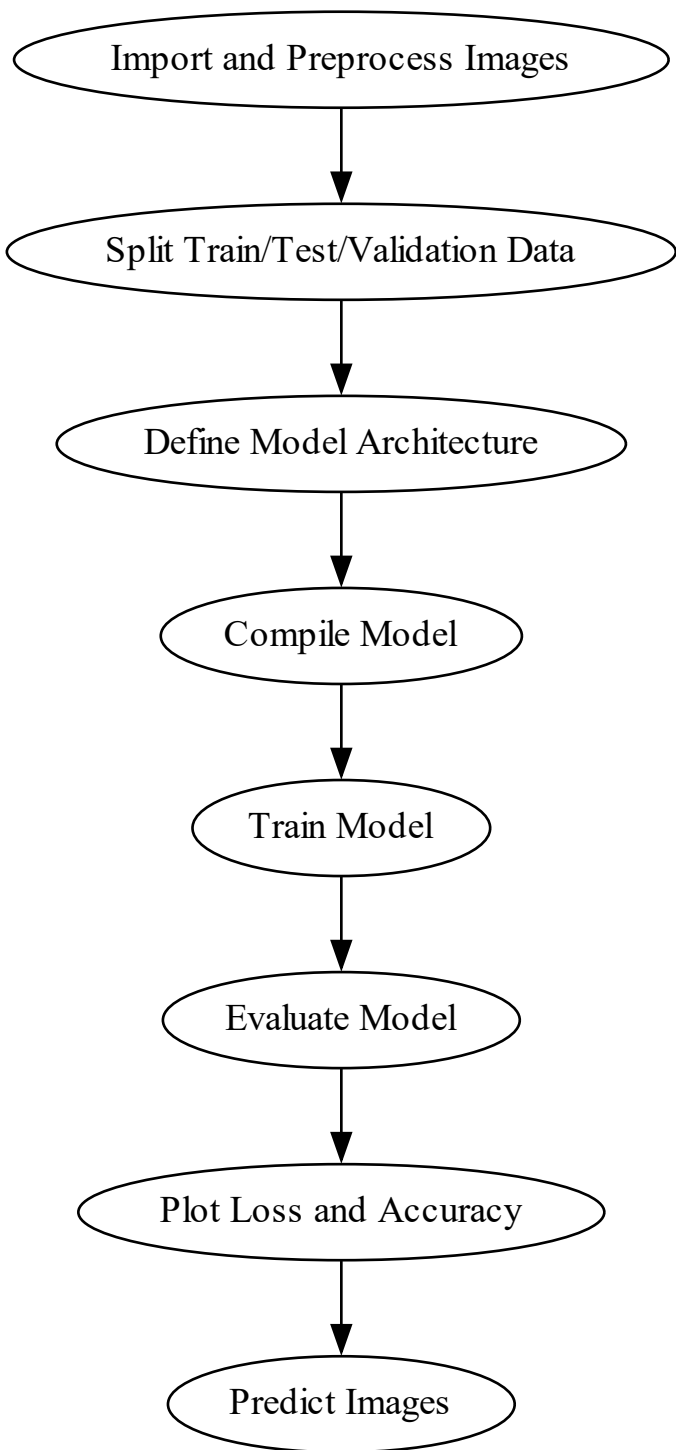 Import and Preprocess Images
Split Train/Test/Validation Data
Define Model Architecture
Compile Model
Train Model
Evaluate Model
Plot Loss and Accuracy
Predict Images